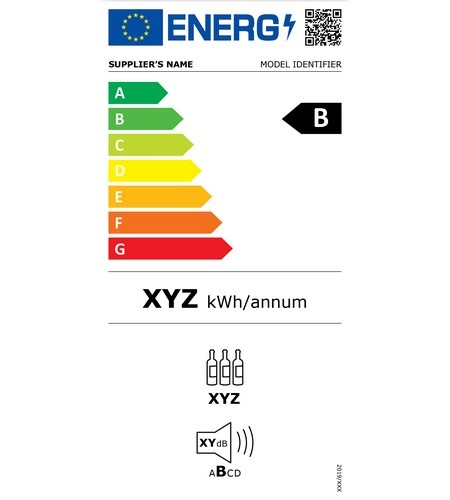 ENERG
SUPPLIER'S NAME MODEL IDENTIFIER
A
B
B
C
D
E
F
G
XYZ kWh/annum
XYZ
XYdB
ABCD
2019/XXX